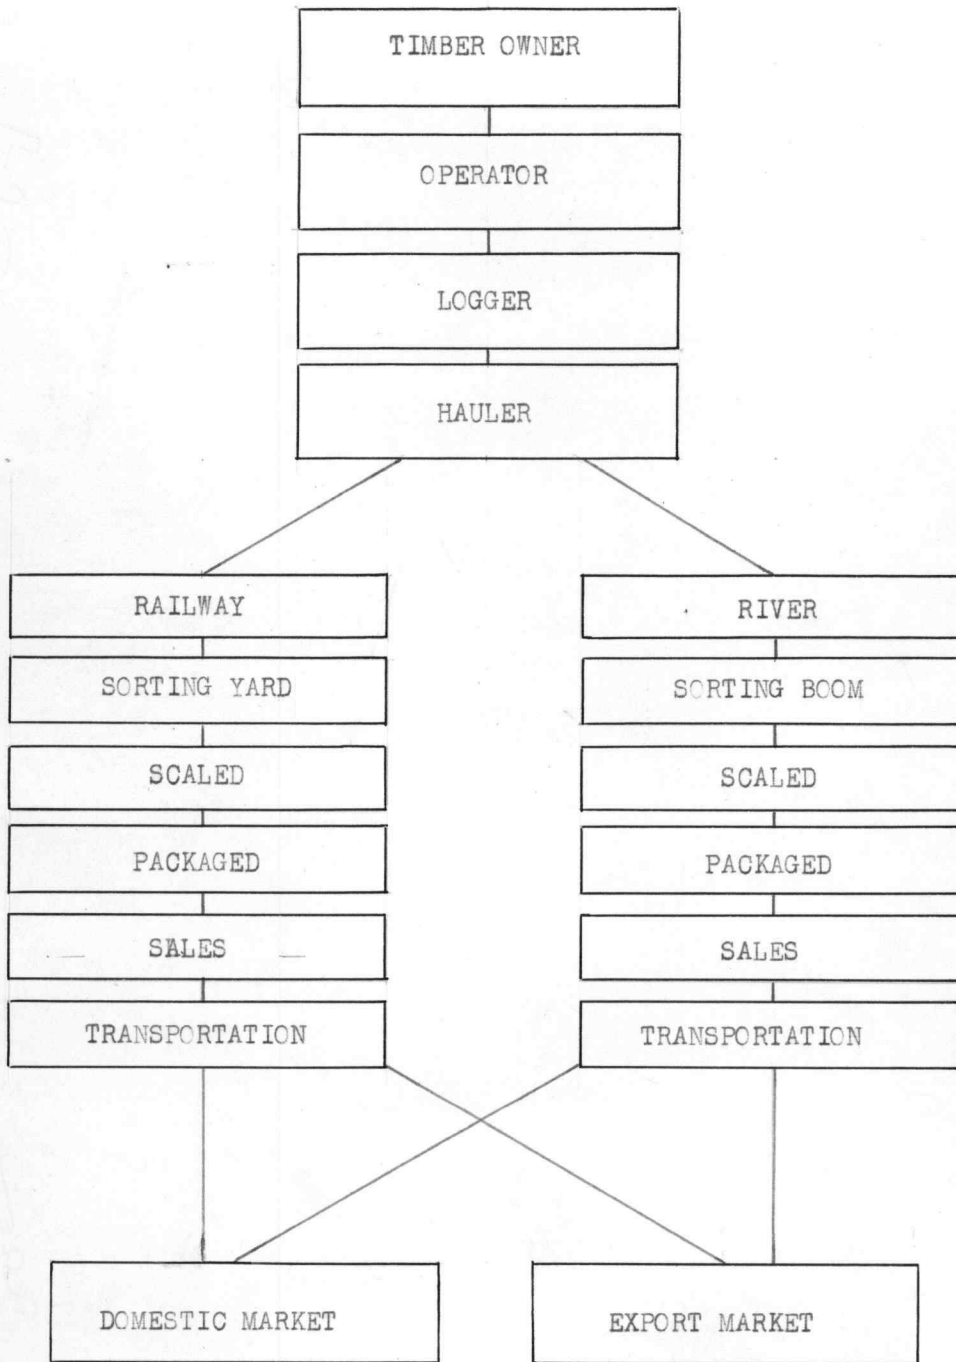 TIMBER OWNER
OPERATOR
LOGGER
HAULER
RAILWAY
SORTING YARD
SCALED
PACKAGED
SALES
TRANSPORTATION
RIVER
SORTING BOOM
SCALED
PACKAGED
SALES
TRANSPORTATION
DOMESTIC MARKET
EXPORT MARKET